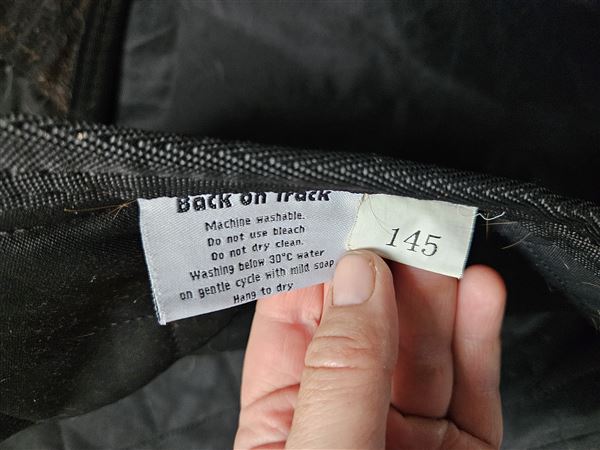 Back on Track
Machine washable.
Do not use bleach
Do not dry clean.
Washing below 30°C water
on gentle cycle with mild soap
Hang to dry
145